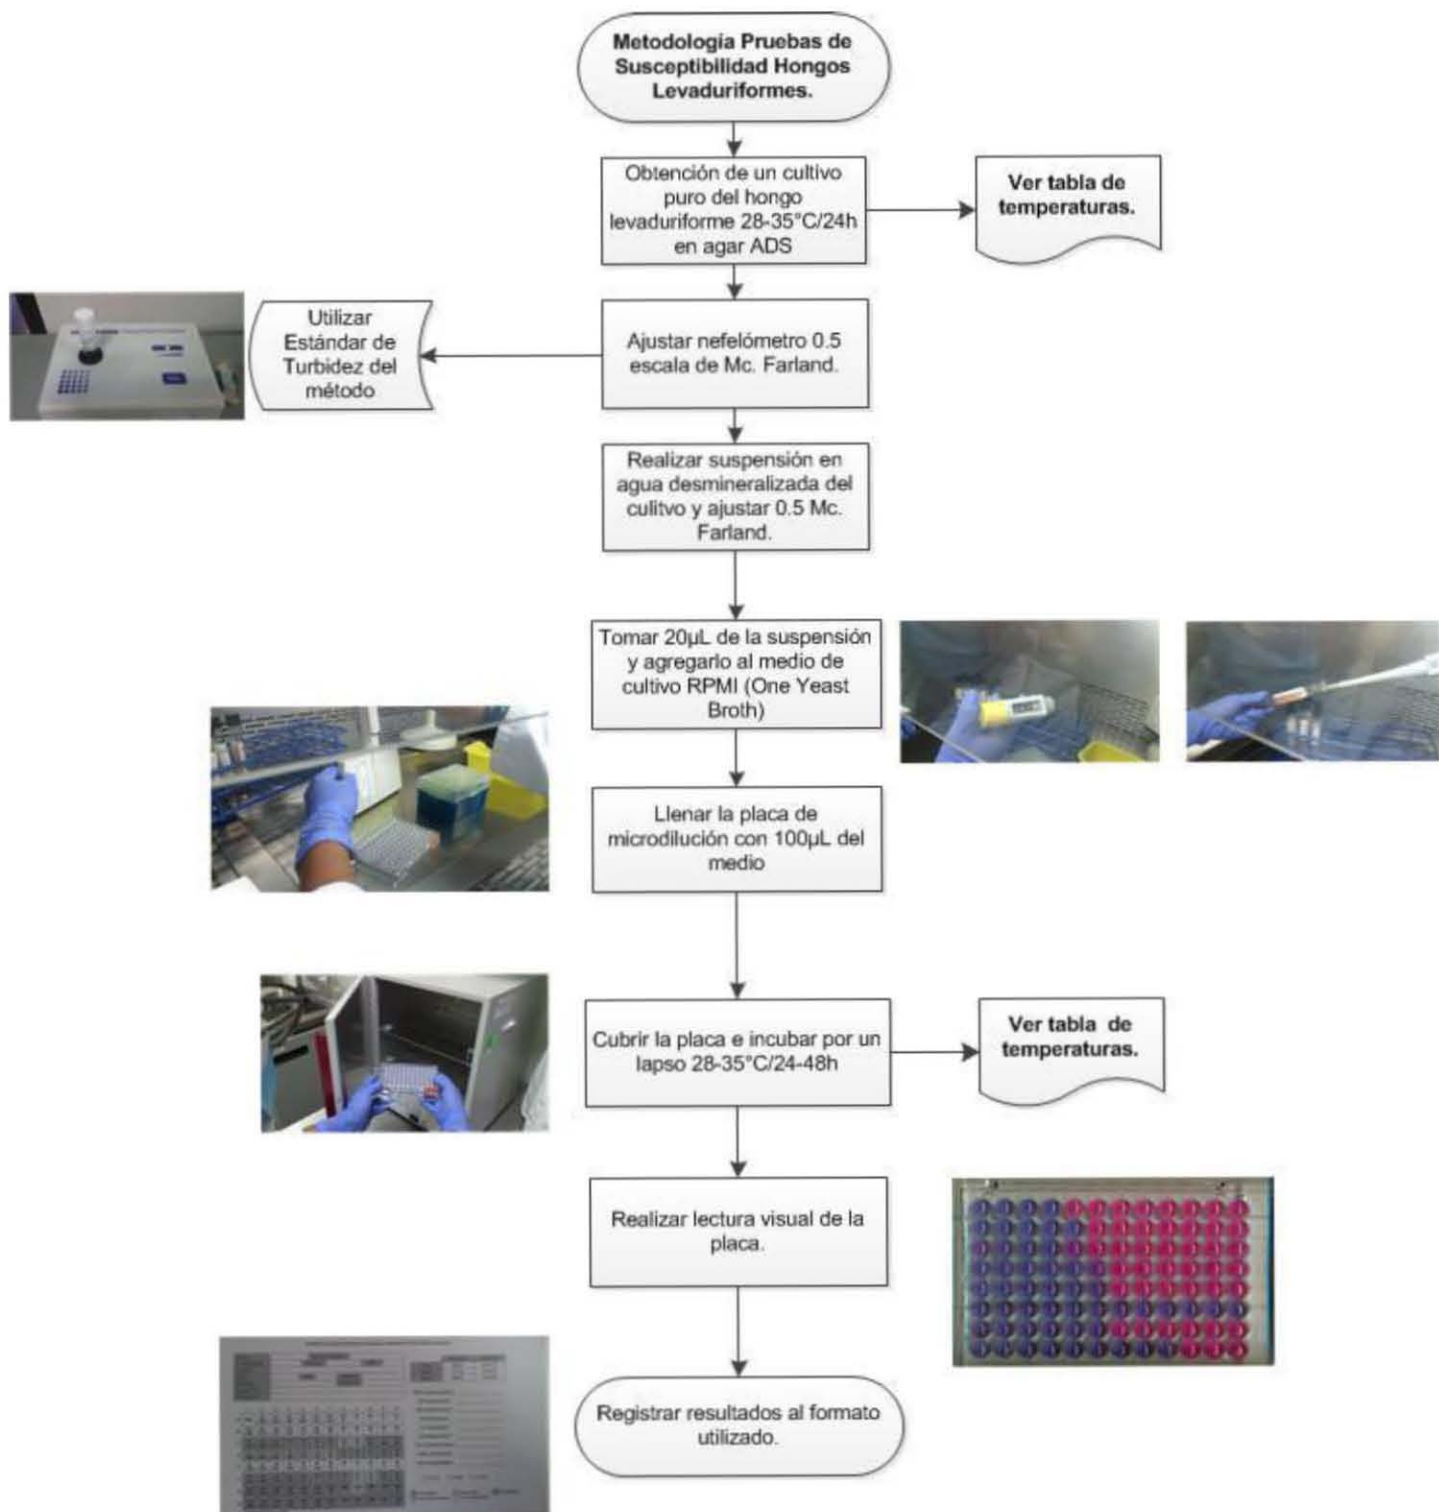 Metodología Pruebas de
Susceptibilidad Hongos
Levaduriformes.
Obtención de un cultivo
puro del hongo
levaduriforme 28-35°C/24h
en agar ADS
Ver tabla de
temperaturas.
Utilizar
Estándar de
Turbidez del
método
Ajustar nefelómetro 0.5
escala de Mc. Farland.
Realizar suspensión en
agua desmineralizada del
culitvo y ajustar 0.5 Mc.
Farland.
Tomar 20µL de la suspensión
y agregarlo al medio de
cultivo RPMI (One Yeast
Broth)
Llenar la placa de
microdilución con 100µL del
medio
Cubrir la placa e incubar por un
lapso 28-35°C/24-48h
Ver tabla de
temperaturas.
Realizar lectura visual de la
placa.
Registrar resultados al formato
utilizado.